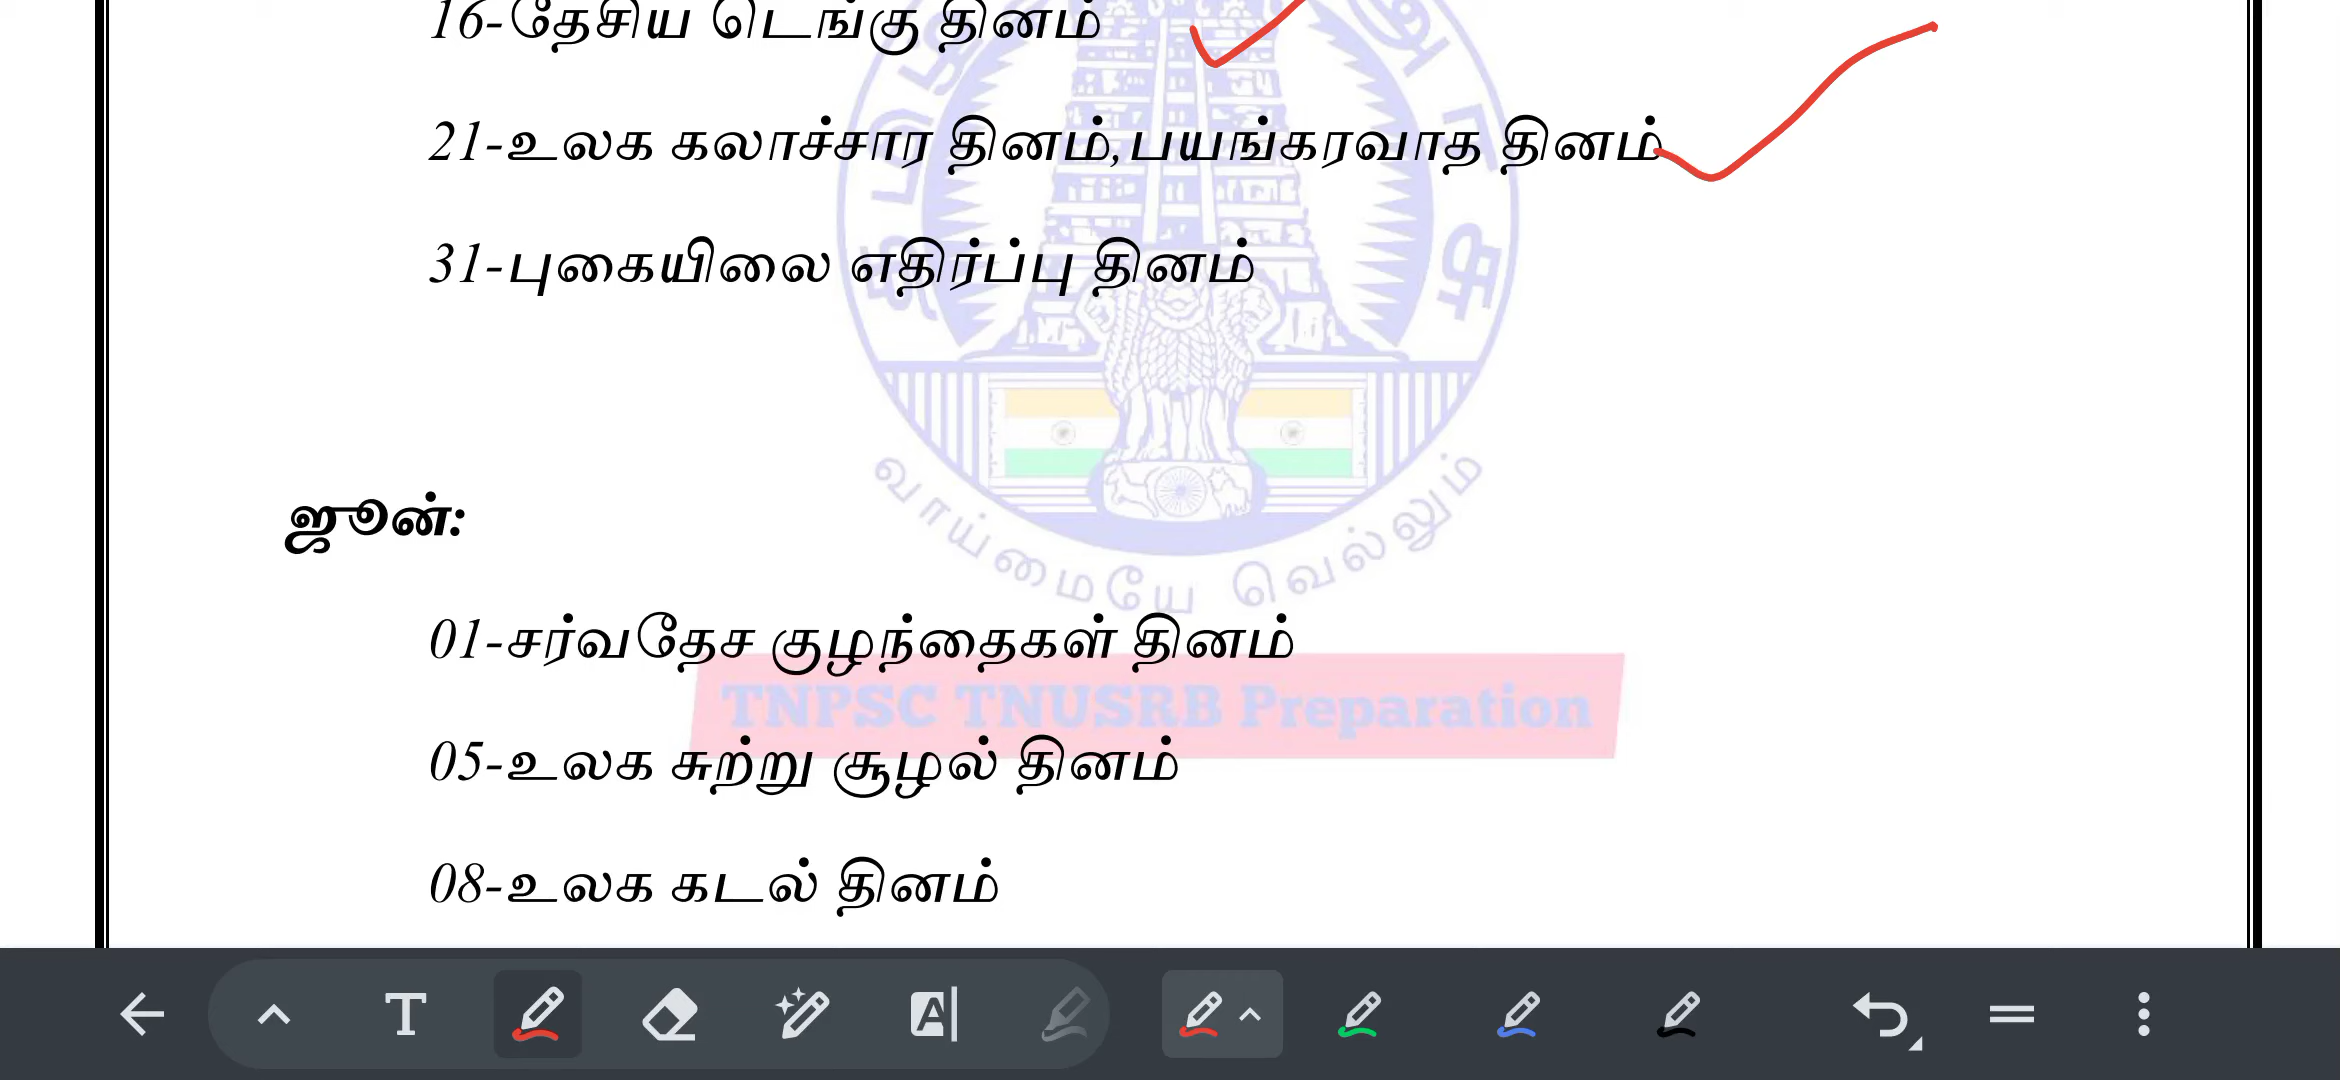 16-தேசிய டெங்கு தினம்
21-உலக கலாச்சார தினம்,பயங்கரவாத தினம்
31-புகையிலை எதிர்ப்பு தினம்
வாய்மையே வெல்லும்
ஜூன்:
01-சர்வதேச குழந்தைகள் தினம்
TNPSC TNUSRB Preparation
05-உலக சுற்று சூழல் தினம்
08-உலக கடல் தினம்